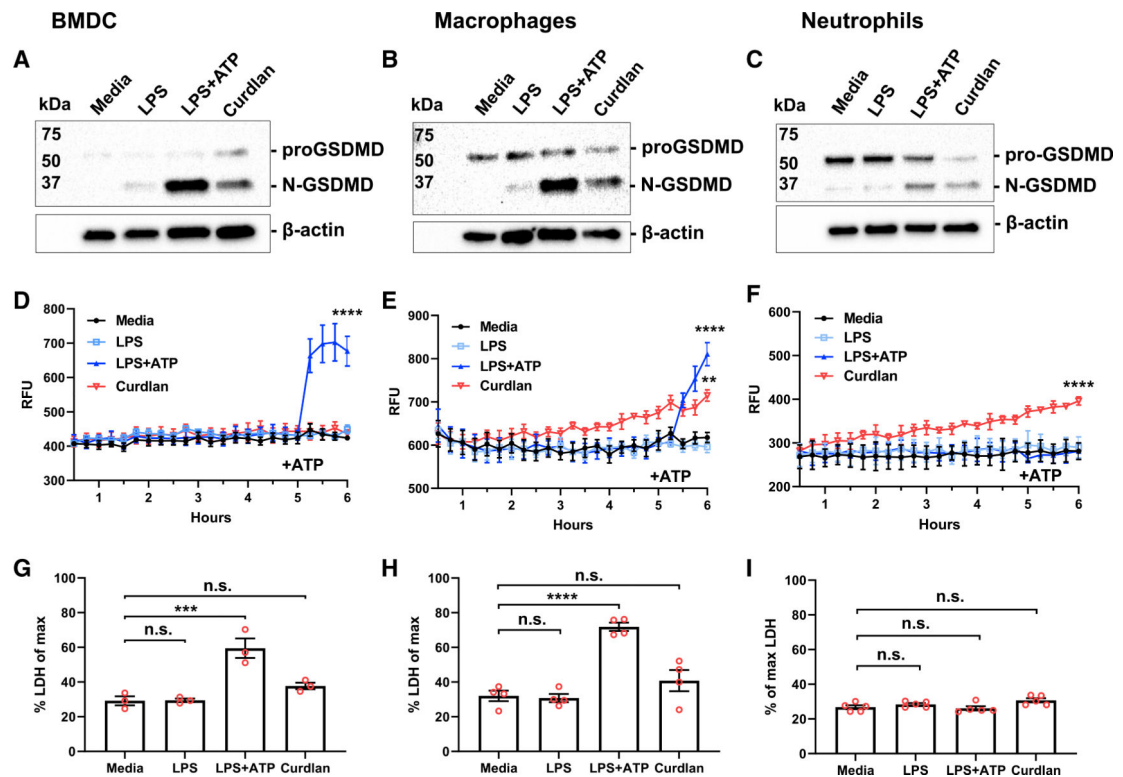 BMDC
Macrophages
Neutrophils
A
kDa
Media
LPS
LPS+ATP
Curdlan
75
50
37
proGSDMD
N-GSDMD
β-actin
B
kDa
Media
LPS
LPS+ATP
Curdlan
75
50
37
proGSDMD
N-GSDMD
β-actin
C
kDa
Media
LPS
LPS+ATP
Curdlan
75
50
37
pro-GSDMD
N-GSDMD
β-actin
D
RFU
800
700
600
500
400
300
Media
LPS
LPS+ATP
Curdlan
****
+ATP
1 2 3 4 5 6
Hours
E
RFU
900
800
700
600
500
Media
LPS
LPS+ATP
Curdlan
****
**
+ATP
1 2 3 4 5 6
Hours
F
RFU
600
500
400
300
200
Media
LPS
LPS+ATP
Curdlan
****
+ATP
1 2 3 4 5 6
Hours
G
% LDH of max
100
80
60
40
20
0
n.s.
***
n.s.
Media LPS LPS+ATP Curdlan
H
% LDH of max
100
80
60
40
20
0
n.s.
****
n.s.
Media LPS LPS+ATP Curdlan
I
% of max LDH
100
80
60
40
20
0
n.s.
n.s.
n.s.
Media LPS LPS+ATP Curdlan